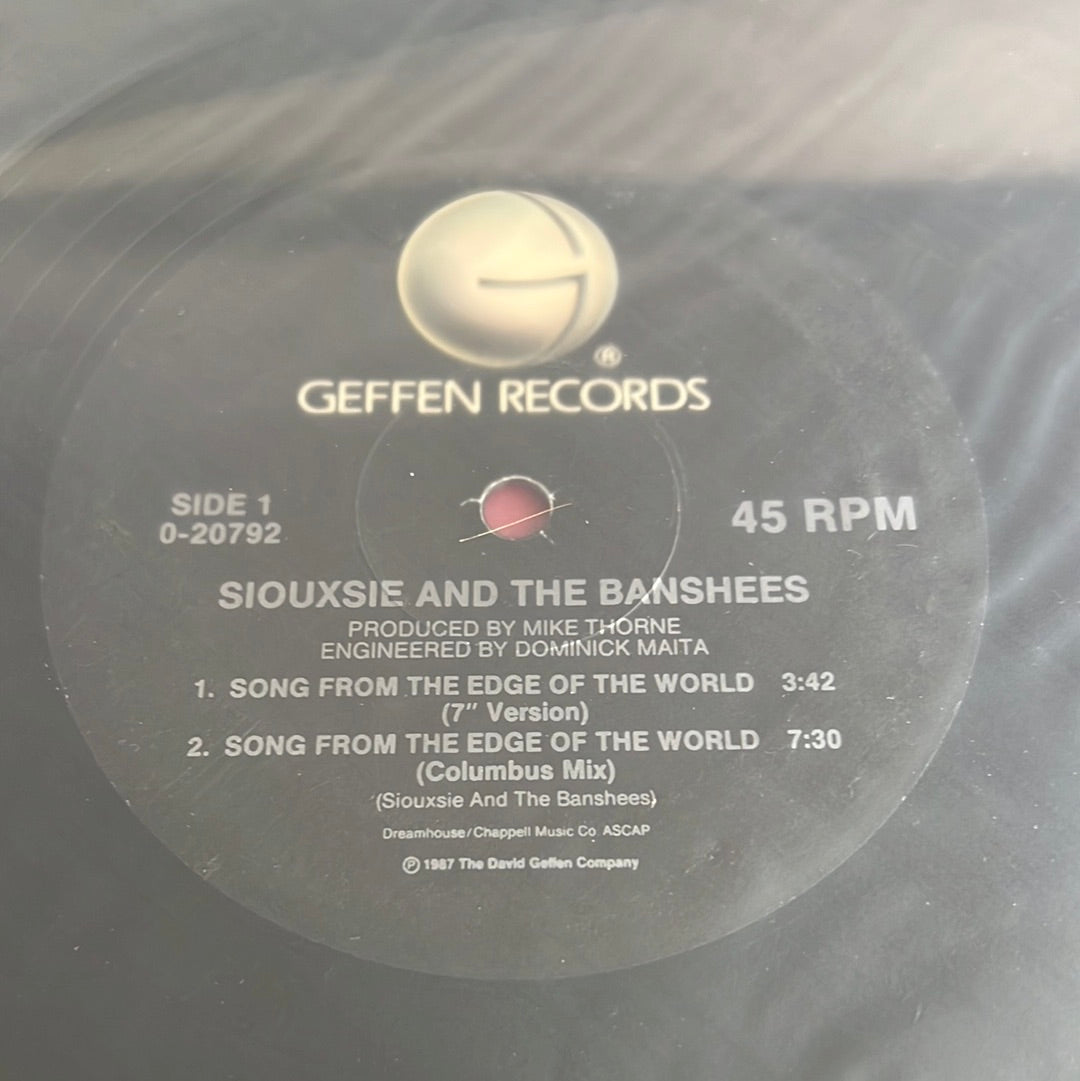 ®
GEFFEN RECORDS
SIDE 1
0-20792
45 RPM
SIOUXSIE AND THE BANSHEES
PRODUCED BY MIKE THORNE
ENGINEERED BY DOMINICK MAITA
1. SONG FROM THE EDGE OF THE WORLD 3:42
(7" Version)
2. SONG FROM THE EDGE OF THE WORLD 7:30
(Columbus Mix)
(Siouxsie And The Banshees)
Dreamhouse/Chappell Music Co ASCAP
℗ 1987 The David Geffen Company